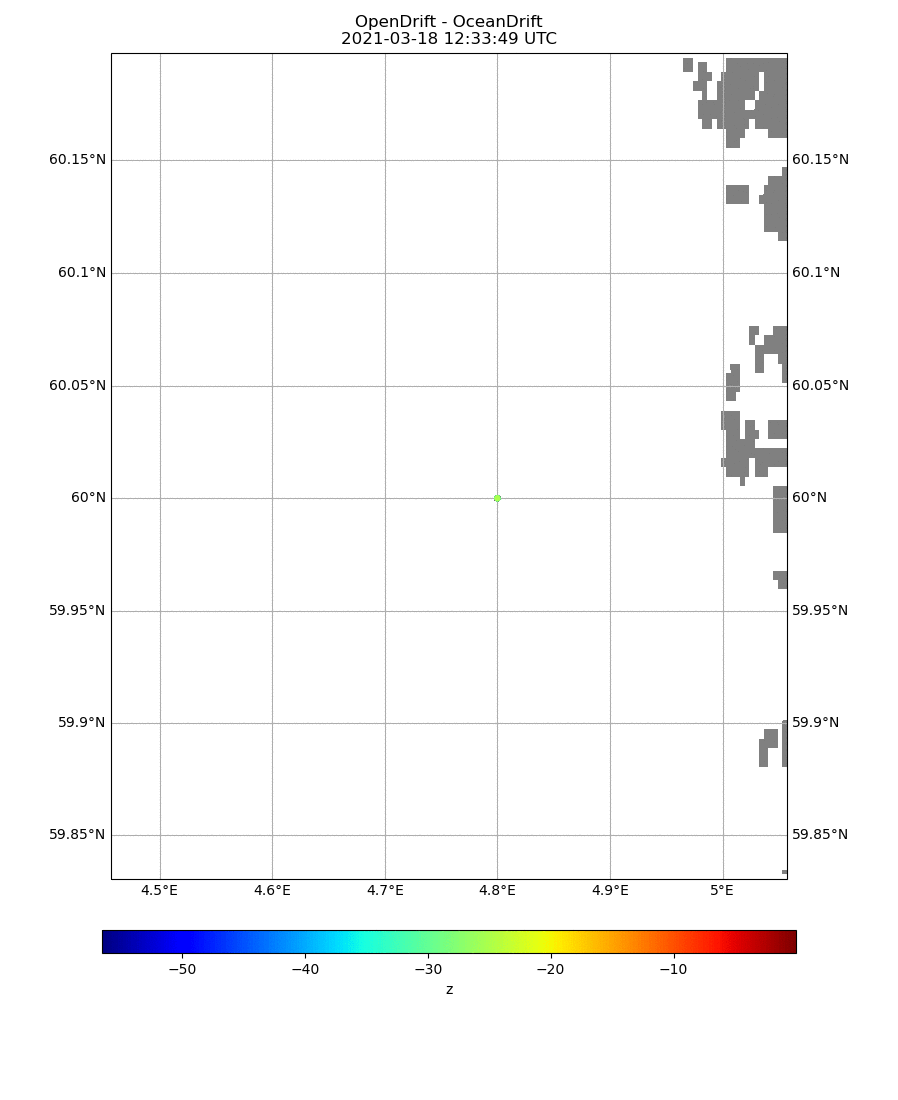 OpenDrift - OceanDrift
2021-03-18 12:33:49 UTC
60.15°N 60.15°N
60.1°N 60.1°N
60.05°N 60.05°N
60°N 60°N
59.95°N 59.95°N
59.9°N 59.9°N
59.85°N 59.85°N
4.5°E 4.6°E 4.7°E 4.8°E 4.9°E 5°E
−50 −40 −30 −20 −10
z